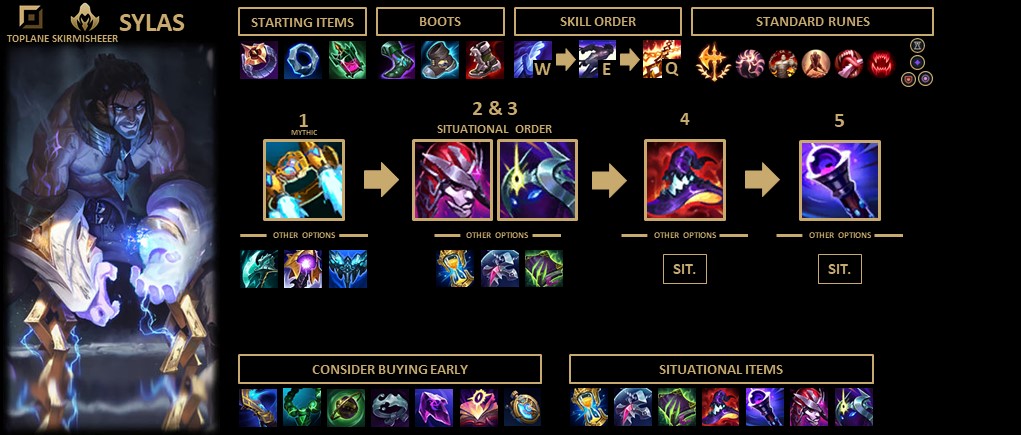 SYLAS
TOPLANE SKIRMISHEEER
STARTING ITEMS
BOOTS
SKILL ORDER
STANDARD RUNES
W
E
Q
1
MYTHIC
2 & 3
SITUATIONAL ORDER
4
5
OTHER OPTIONS
OTHER OPTIONS
OTHER OPTIONS
OTHER OPTIONS
SIT.
SIT.
CONSIDER BUYING EARLY
SITUATIONAL ITEMS